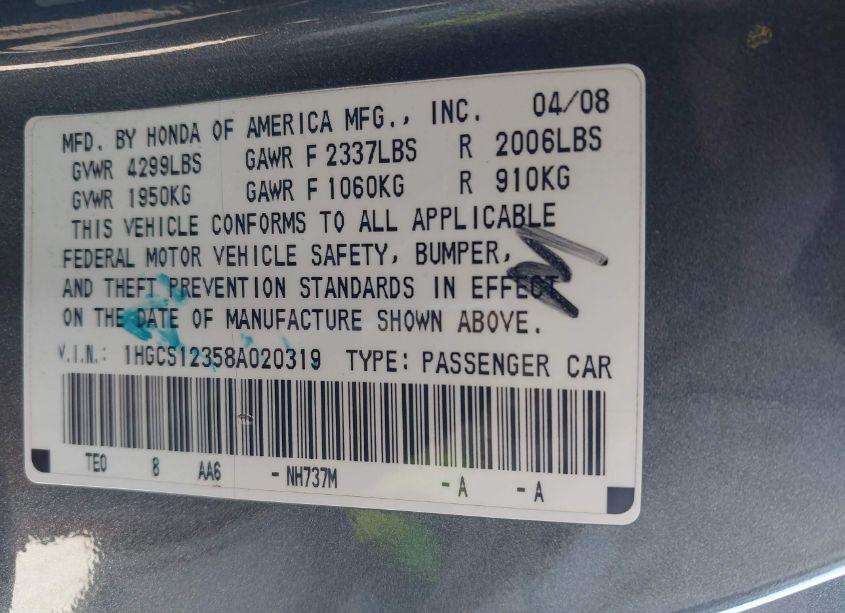 MFD. BY HONDA OF AMERICA MFG., INC. 04/08
GVWR 4299LBS GAWR F 2337LBS R 2006LBS
GVWR 1950KG GAWR F 1060KG R 910KG
THIS VEHICLE CONFORMS TO ALL APPLICABLE
FEDERAL MOTOR VEHICLE SAFETY, BUMPER,
AND THEFT PREVENTION STANDARDS IN EFFECT
ON THE DATE OF MANUFACTURE SHOWN ABOVE.
V.I.N.: 1HGCS12358A020319 TYPE: PASSENGER CAR
TE0 8 AA6 - NH737M - A - A